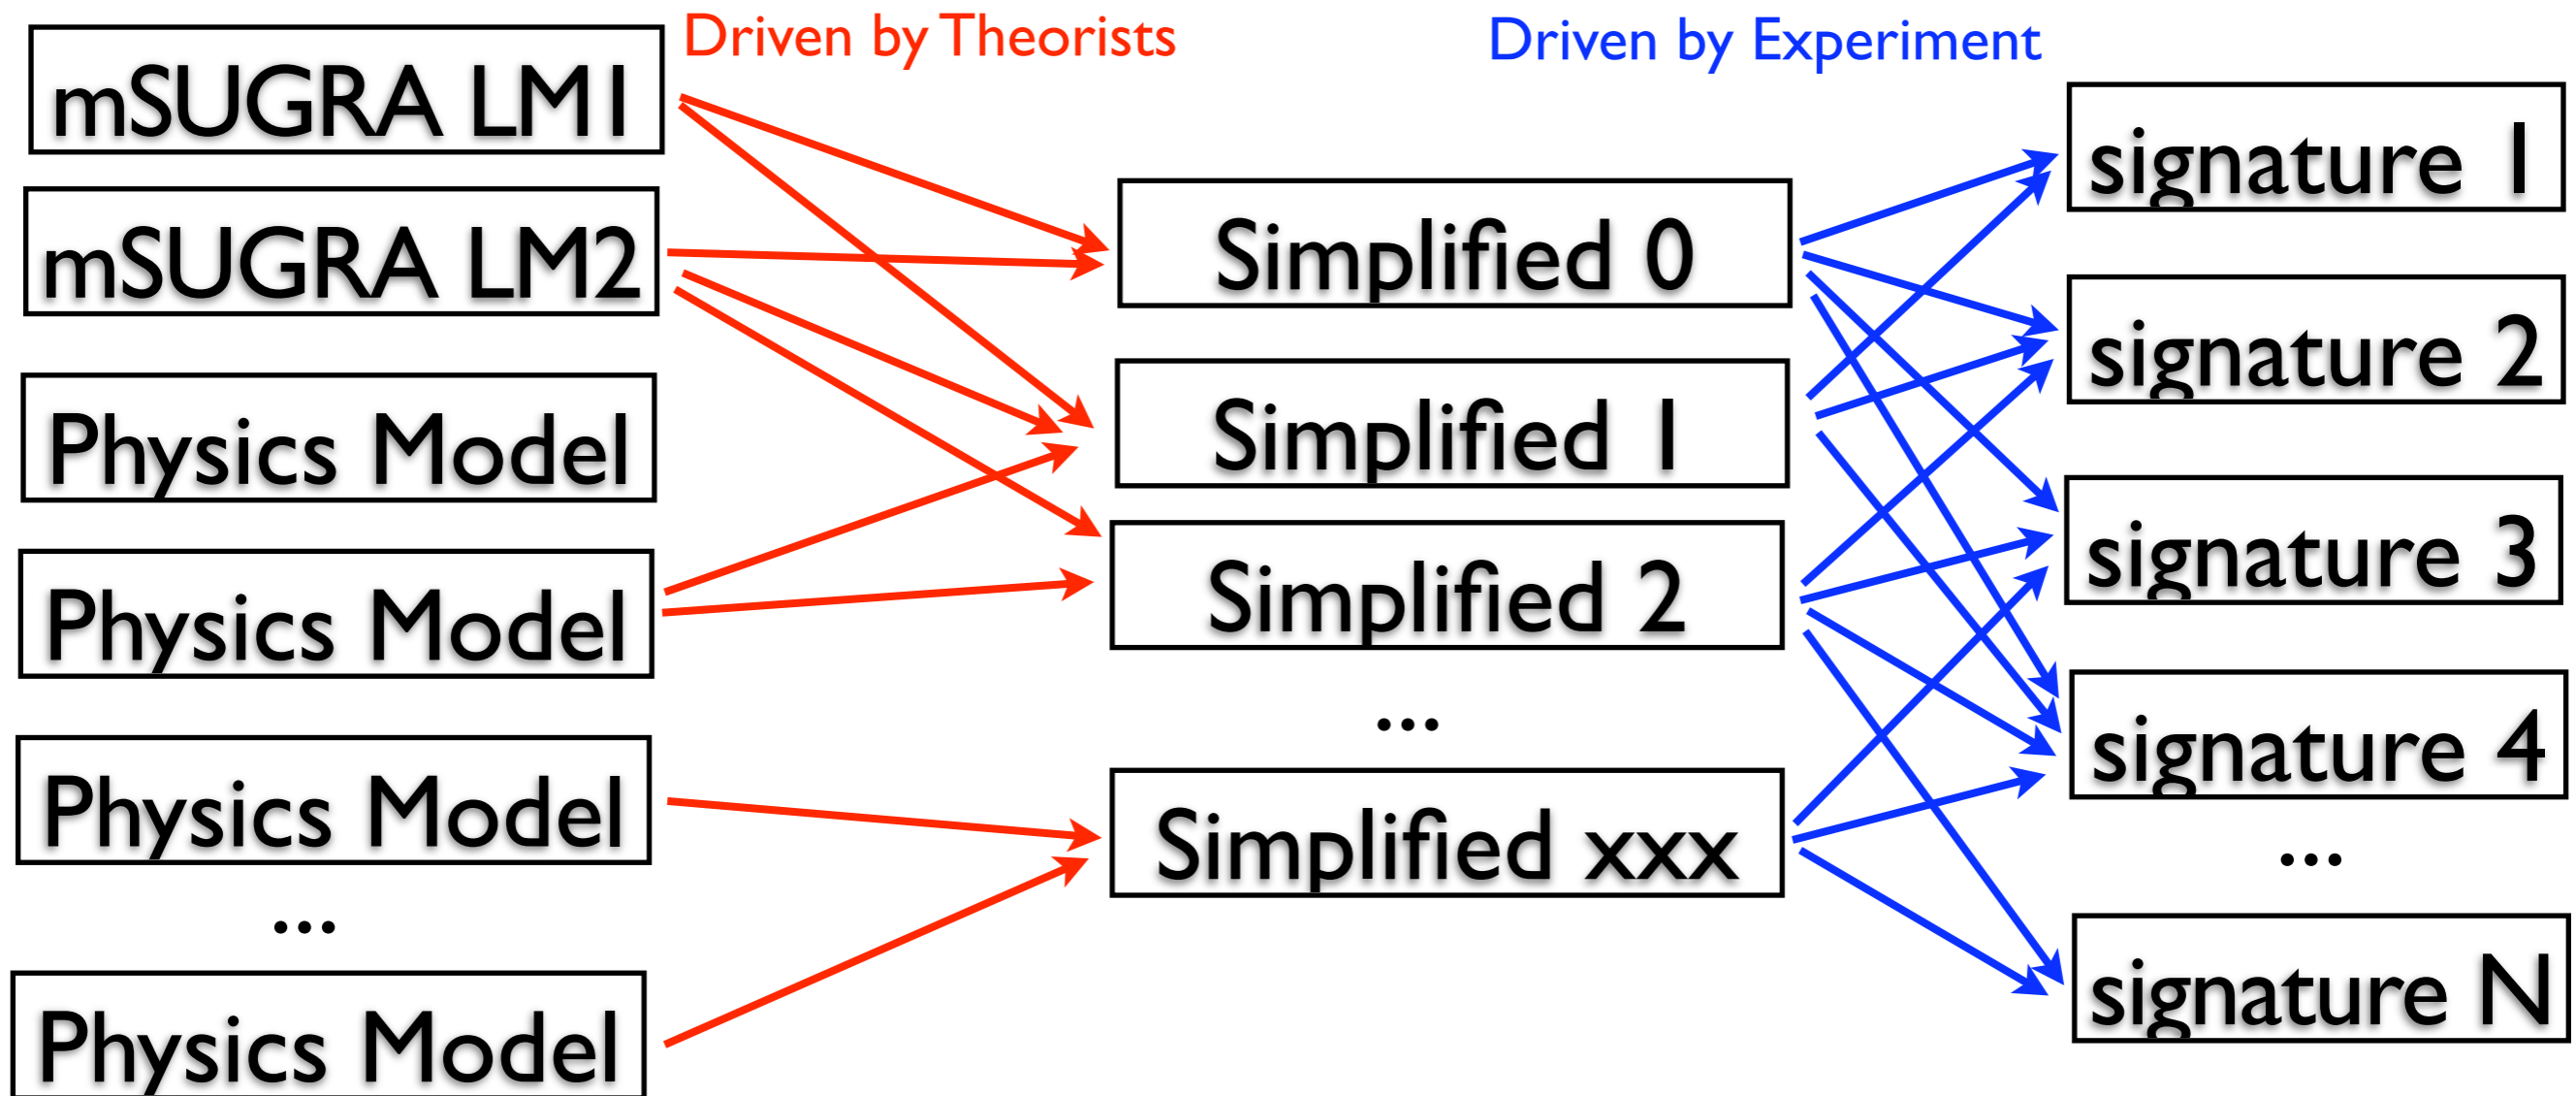 Driven by Theorists
Driven by Experiment
mSUGRA LM1
mSUGRA LM2
Physics Model
Physics Model
Physics Model
...
Physics Model
Simplified 0
Simplified 1
Simplified 2
...
Simplified xxx
signature 1
signature 2
signature 3
signature 4
...
signature N